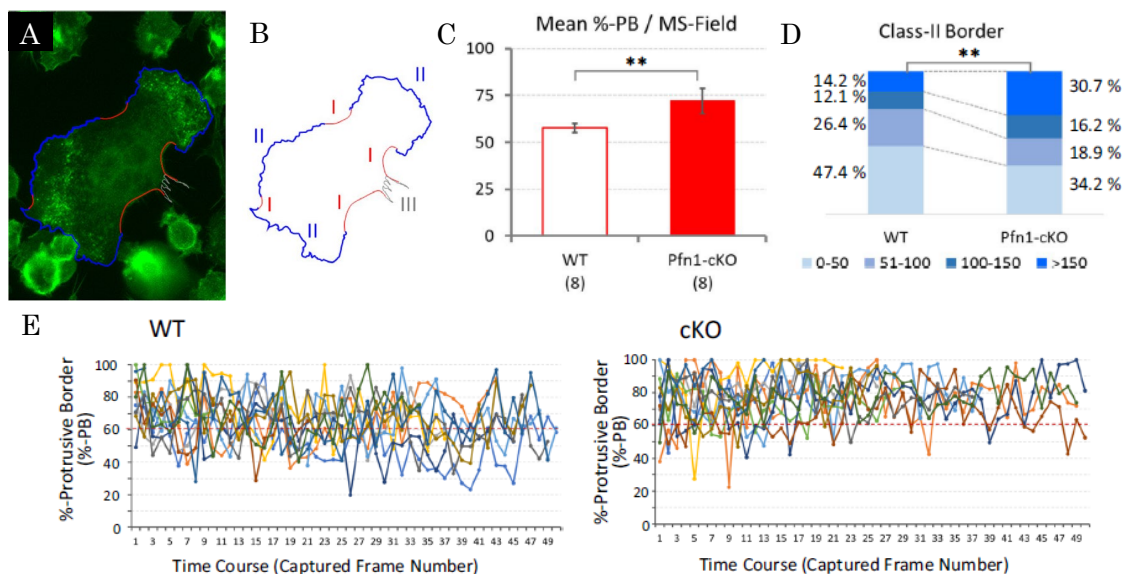 A
B
II
I
II
I
I
I
III
II
C
Mean %-PB / MS-Field
**
100
75
50
25
0
WT
(8)
Pfn1-cKO
(8)
D
Class-II Border
**
14.2 %
12.1 %
26.4 %
47.4 %
30.7 %
16.2 %
18.9 %
34.2 %
WT
Pfn1-cKO
0-50
51-100
100-150
>150
E
WT
%-Protrusive Border
(%-PB)
100
80
60
40
20
0
1 3 5 7 9 11 13 15 17 19 21 23 25 27 29 31 33 35 37 39 41 43 45 47 49
Time Course (Captured Frame Number)
cKO
%-Protrusive Border
(%-PB)
100
80
60
40
20
0
1 3 5 7 9 11 13 15 17 19 21 23 25 27 29 31 33 35 37 39 41 43 45 47 49
Time Course (Captured Frame Number)